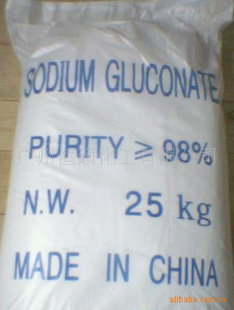 SODIUM GLUCONATE
PURITY ≥ 98%
N.W. 25 kg
MADE IN CHINA